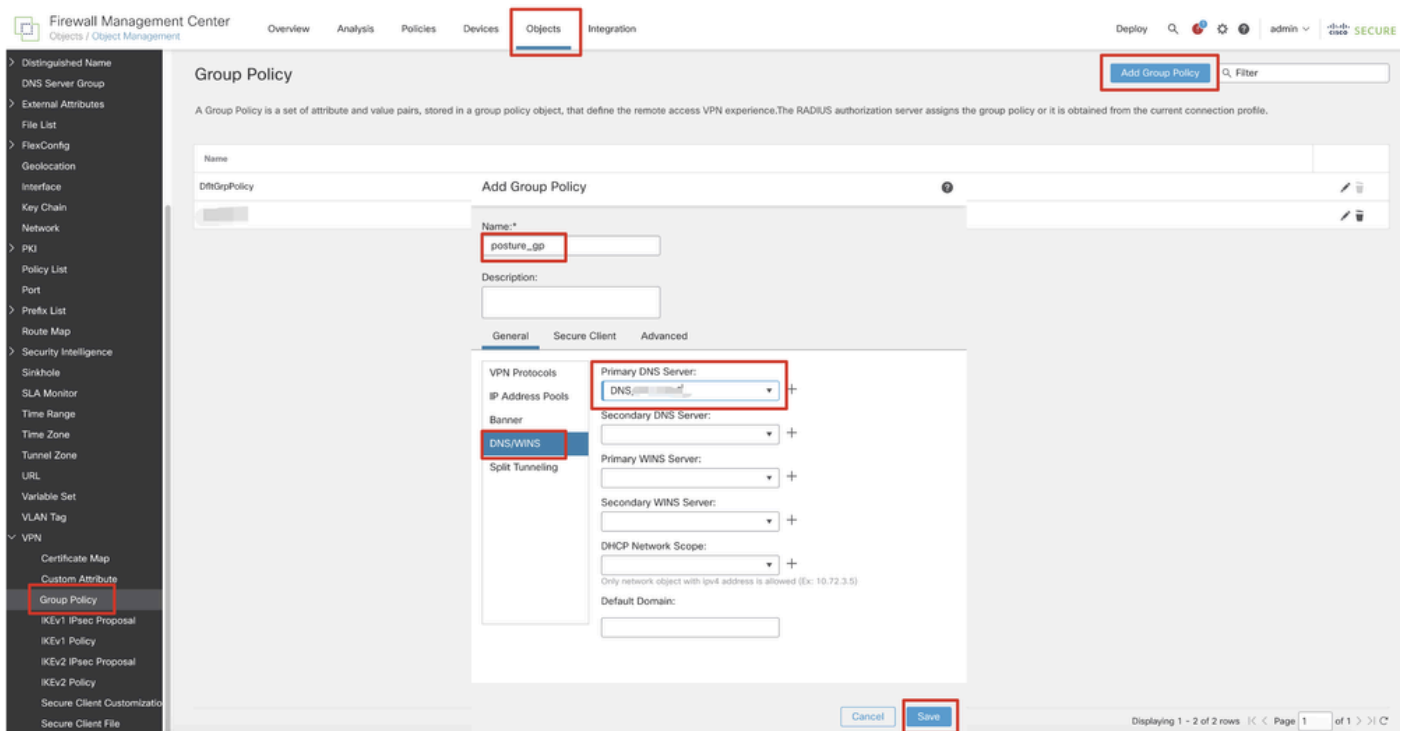 Firewall Management Center
Objects / Object Management
Overview
Analysis
Policies
Devices
Objects
Integration
Deploy
admin
cisco SECURE
Distinguished Name
DNS Server Group
External Attributes
File List
FlexConfig
Geolocation
Interface
Key Chain
Network
PKI
Policy List
Port
Prefix List
Route Map
Security Intelligence
Sinkhole
SLA Monitor
Time Range
Time Zone
Tunnel Zone
URL
Variable Set
VLAN Tag
VPN
Certificate Map
Custom Attribute
Group Policy
IKEv1 IPsec Proposal
IKEv1 Policy
IKEv2 IPsec Proposal
IKEv2 Policy
Secure Client Customizatio
Secure Client File
Group Policy
Add Group Policy
Filter
A Group Policy is a set of attribute and value pairs, stored in a group policy object, that define the remote access VPN experience.The RADIUS authorization server assigns the group policy or it is obtained from the current connection profile.
Name
DfltGrpPolicy
Add Group Policy
Name:*
posture_gp
Description:
General
Secure Client
Advanced
VPN Protocols
IP Address Pools
Banner
DNS/WINS
Split Tunneling
Primary DNS Server:
DNS
Secondary DNS Server:
Primary WINS Server:
Secondary WINS Server:
DHCP Network Scope:
Only network object with ipv4 address is allowed (Ex: 10.72.3.5)
Default Domain:
Cancel
Save
Displaying 1 - 2 of 2 rows
Page 1 of 1